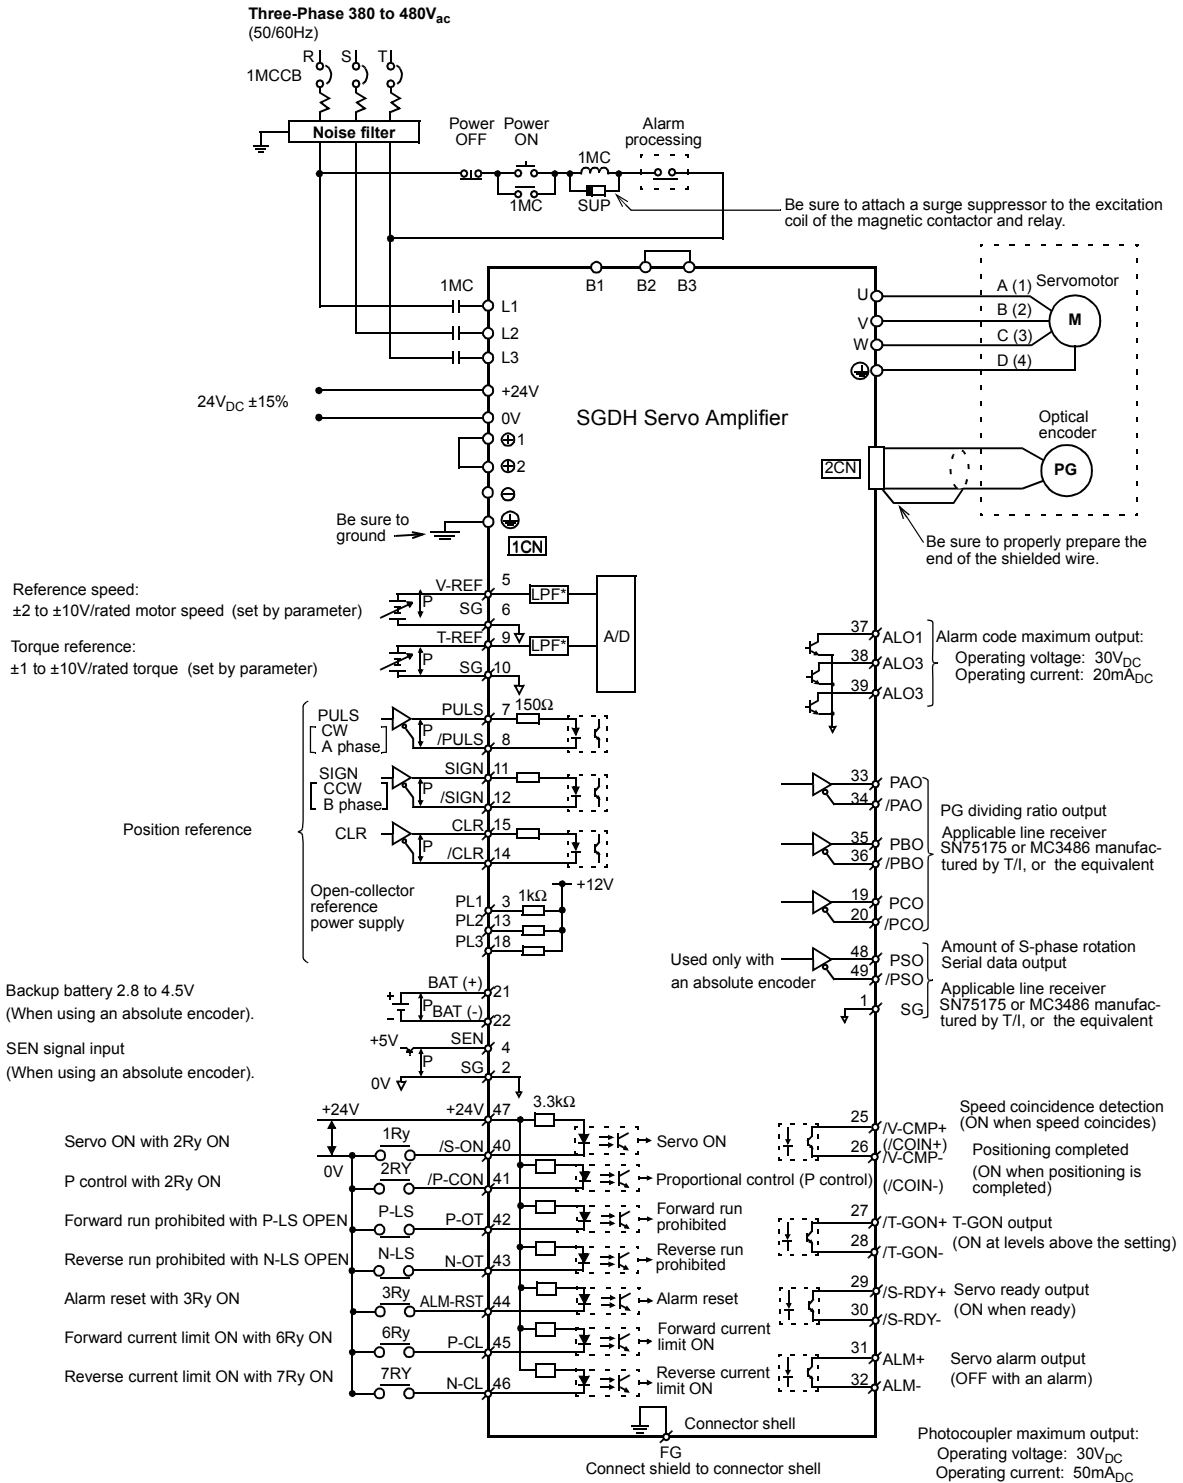 Three-Phase 380 to 480Vac
(50/60Hz)
R S T
1MCCB
Noise filter
Power OFF
Power ON
1MC
1MC
SUP
Alarm processing
Be sure to attach a surge suppressor to the excitation
coil of the magnetic contactor and relay.
B1 B2 B3
1MC
L1
L2
L3
24VDC ±15%
+24V
0V
⊕1
⊕2
⊖
SGDH Servo Amplifier
U
V
W
A (1)
B (2)
C (3)
D (4)
Servomotor
M
Optical
encoder
2CN
PG
Be sure to
ground
1CN
Be sure to properly prepare the
end of the shielded wire.
Reference speed:
±2 to ±10V/rated motor speed (set by parameter)
V-REF 5
P
SG 6
LPF*
Torque reference:
±1 to ±10V/rated torque (set by parameter)
T-REF 9
P
SG 10
LPF*
A/D
37 ALO1
38 ALO3
39 ALO3
Alarm code maximum output:
Operating voltage: 30VDC
Operating current: 20mADC
Position reference
PULS
CW
A phase
P
PULS 7
/PULS 8
150Ω
SIGN
CCW
B phase
P
SIGN 11
/SIGN 12
CLR
P
CLR 15
/CLR 14
Open-collector
reference
power supply
+12V
PL1 3
1kΩ
PL2 13
PL3 18
33 PAO
34 /PAO
35 PBO
36 /PBO
19 PCO
20 /PCO
PG dividing ratio output
Applicable line receiver
SN75175 or MC3486 manufac-
tured by T/I, or the equivalent
Used only with
an absolute encoder
48 PSO
49 /PSO
1 SG
Amount of S-phase rotation
Serial data output
Applicable line receiver
SN75175 or MC3486 manufac-
tured by T/I, or the equivalent
Backup battery 2.8 to 4.5V
(When using an absolute encoder).
+
-
P
BAT (+) 21
BAT (-) 22
SEN signal input
(When using an absolute encoder).
+5V
0V
P
SEN 4
SG 2
+24V
0V
+24V 47
3.3kΩ
Servo ON with 2Ry ON
1Ry
/S-ON 40
Servo ON
P control with 2Ry ON
2RY
/P-CON 41
Proportional control (P control)
Forward run prohibited with P-LS OPEN
P-LS
P-OT 42
Forward run
prohibited
Reverse run prohibited with N-LS OPEN
N-LS
N-OT 43
Reverse run
prohibited
Alarm reset with 3Ry ON
3Ry
ALM-RST 44
Alarm reset
Forward current limit ON with 6Ry ON
6Ry
P-CL 45
Forward current
limit ON
Reverse current limit ON with 7Ry ON
7RY
N-CL 46
Reverse current
limit ON
25 /V-CMP+
(/COIN+)
26 /V-CMP-
(/COIN-)
Speed coincidence detection
(ON when speed coincides)
Positioning completed
(ON when positioning is
completed)
27 /T-GON+
28 /T-GON-
T-GON output
(ON at levels above the setting)
29 /S-RDY+
30 /S-RDY-
Servo ready output
(ON when ready)
31 ALM+
32 ALM-
Servo alarm output
(OFF with an alarm)
Connector shell
FG
Connect shield to connector shell
Photocoupler maximum output:
Operating voltage: 30VDC
Operating current: 50mADC